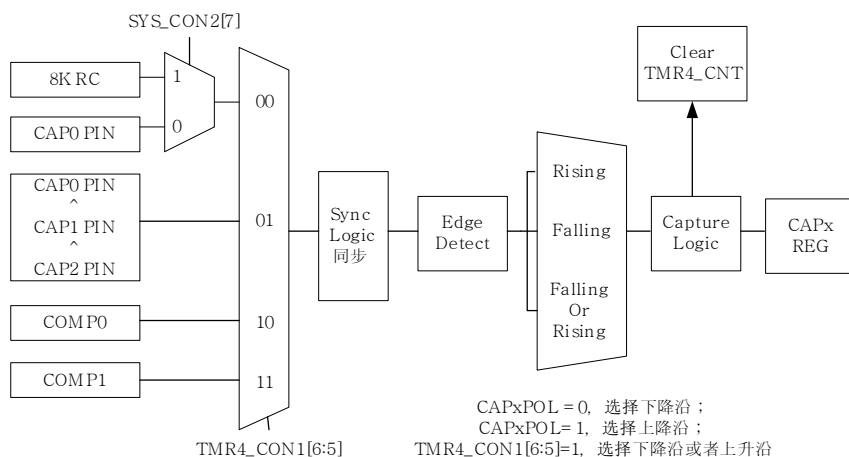 SYS_CON2[7]
8K RC
1
CAP0 PIN
0
CAP0 PIN
^
CAP1 PIN
^
CAP2 PIN
COMP0
COMP1
00
01
10
11
TMR4_CON1[6:5]
Sync
Logic
同步
Edge
Detect
Rising
Falling
Falling
Or
Rising
Clear
TMR4_CNT
Capture
Logic
CAPx
REG
CAPxPOL = 0, 选择下降沿；
CAPxPOL= 1, 选择上降沿；
TMR4_CON1[6:5]=1, 选择下降沿或者上升沿